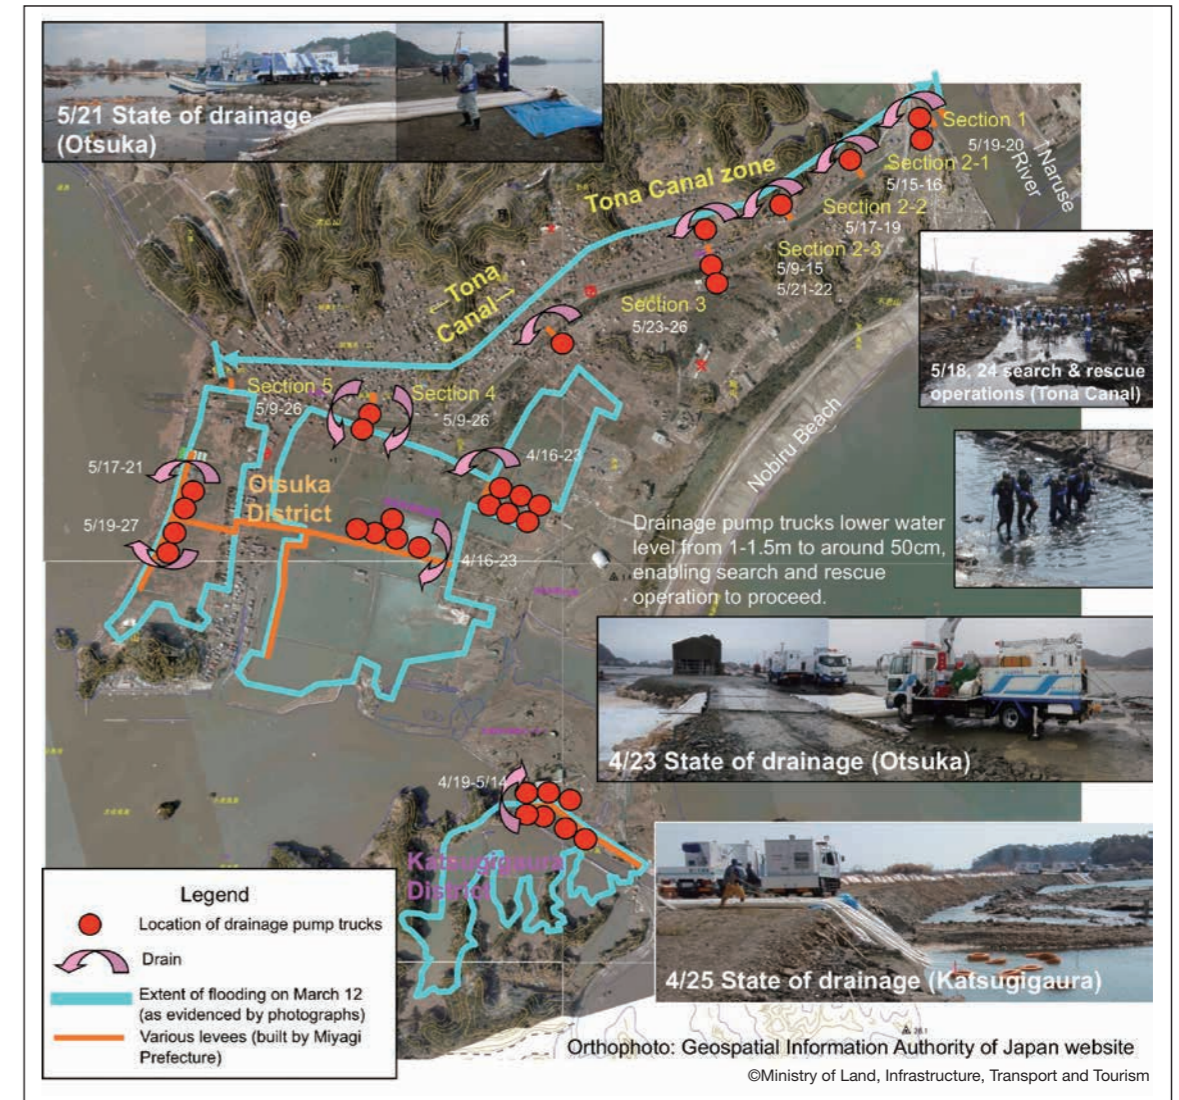 5/21 State of drainage
(Otsuka)
Section 1
5/19-20
Naruse
River
Section 2-1
5/15-16
Tona Canal zone
Section 2-2
5/17-19
Section 2-3
5/9-15
5/21-22
←Tona
Canal→
Section 3
5/23-26
5/18, 24 search & rescue
operations (Tona Canal)
Section 5
5/9-26
Section 4
5/9-26
Nobiru Beach
4/16-23
5/17-21
Otsuka
District
5/19-27
4/16-23
Drainage pump trucks lower water
level from 1-1.5m to around 50cm,
enabling search and rescue
operation to proceed.
4/23 State of drainage (Otsuka)
4/19-5/14
Katsugigaura
District
Legend
Location of drainage pump trucks
Drain
Extent of flooding on March 12
(as evidenced by photographs)
Various levees (built by Miyagi
Prefecture)
4/25 State of drainage (Katsugigaura)
Orthophoto: Geospatial Information Authority of Japan website
©Ministry of Land, Infrastructure, Transport and Tourism